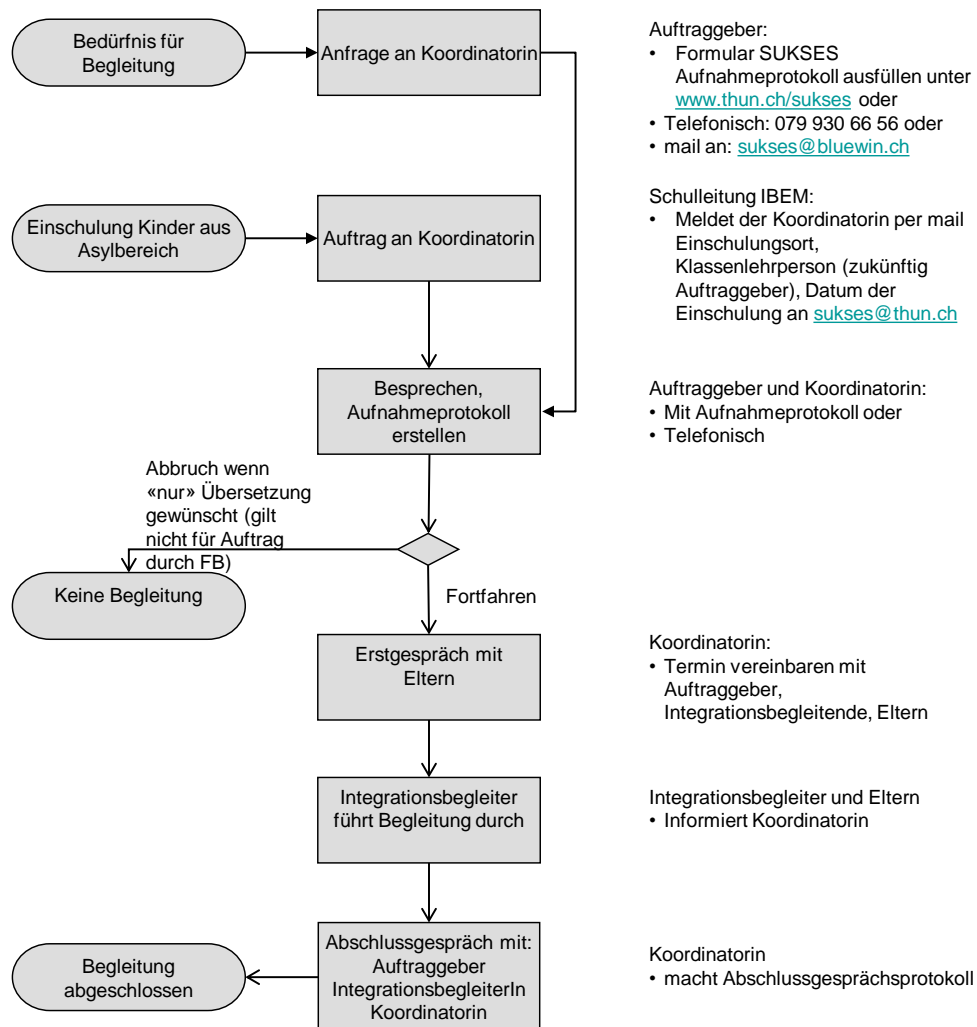 Bedürfnis für
Begleitung
Anfrage an Koordinatorin
Auftraggeber:
• Formular SUKSES
Aufnahmeprotokoll ausfüllen unter
www.thun.ch/sukses oder
• Telefonisch: 079 930 66 56 oder
• mail an: sukses@bluewin.ch
Einschulung Kinder aus
Asylbereich
Auftrag an Koordinatorin
Schulleitung IBEM:
• Meldet der Koordinatorin per mail
Einschulungsort,
Klassenlehrperson (zukünftig
Auftraggeber), Datum der
Einschulung an sukses@thun.ch
Besprechen,
Aufnahmeprotokoll
erstellen
Auftraggeber und Koordinatorin:
• Mit Aufnahmeprotokoll oder
• Telefonisch
Abbruch wenn
«nur» Übersetzung
gewünscht (gilt
nicht für Auftrag
durch FB)
Keine Begleitung
Fortfahren
Erstgespräch mit
Eltern
Koordinatorin:
• Termin vereinbaren mit
Auftraggeber,
Integrationsbegleitende, Eltern
Integrationsbegleiter
führt Begleitung durch
Integrationsbegleiter und Eltern
• Informiert Koordinatorin
Abschlussgespräch mit:
Auftraggeber
IntegrationsbegleiterIn
Koordinatorin
Begleitung
abgeschlossen
Koordinatorin
• macht Abschlussgesprächsprotokoll